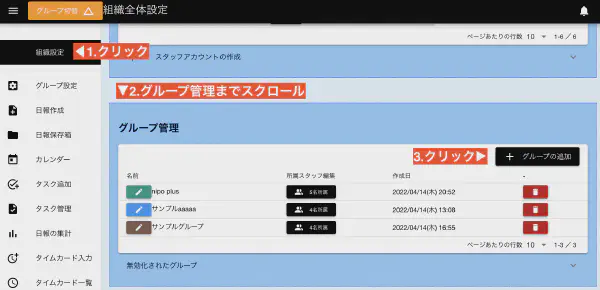 グループ切替
組織全体設定
ページあたりの行数 10 1-6 / 6
組織設定
◀1.クリック
スタッフアカウントの作成
グループ設定
▼2.グループ管理までスクロール
日報作成
グループ管理
日報保存箱
3.クリック▶
+ グループの追加
カレンダー
名前 所属スタッフ編集 作成日 -
タスク追加
nipo plus 5名所属 2022/04/14(木) 20:52
タスク管理
サンプルaaaaa 4名所属 2022/04/14(木) 13:08
日報の集計
サンプルグループ 4名所属 2022/04/14(木) 16:55
ページあたりの行数 10 1-3 / 3
タイムカード入力
無効化されたグループ
タイムカード一覧